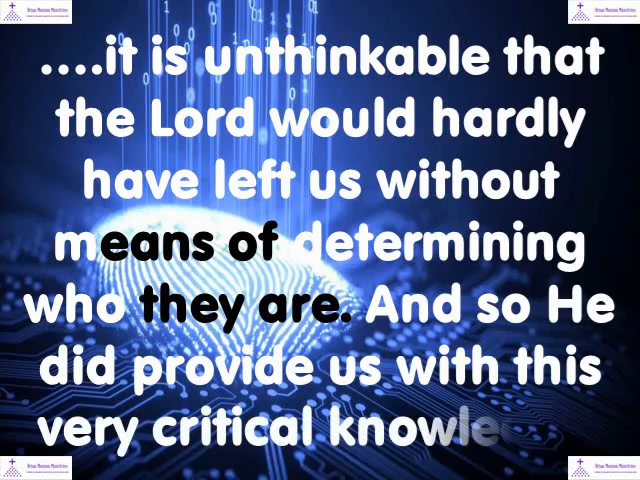 ....it is unthinkable that
the Lord would hardly
have left us without
means of determining
who they are. And so He
did provide us with this
very critical knowle